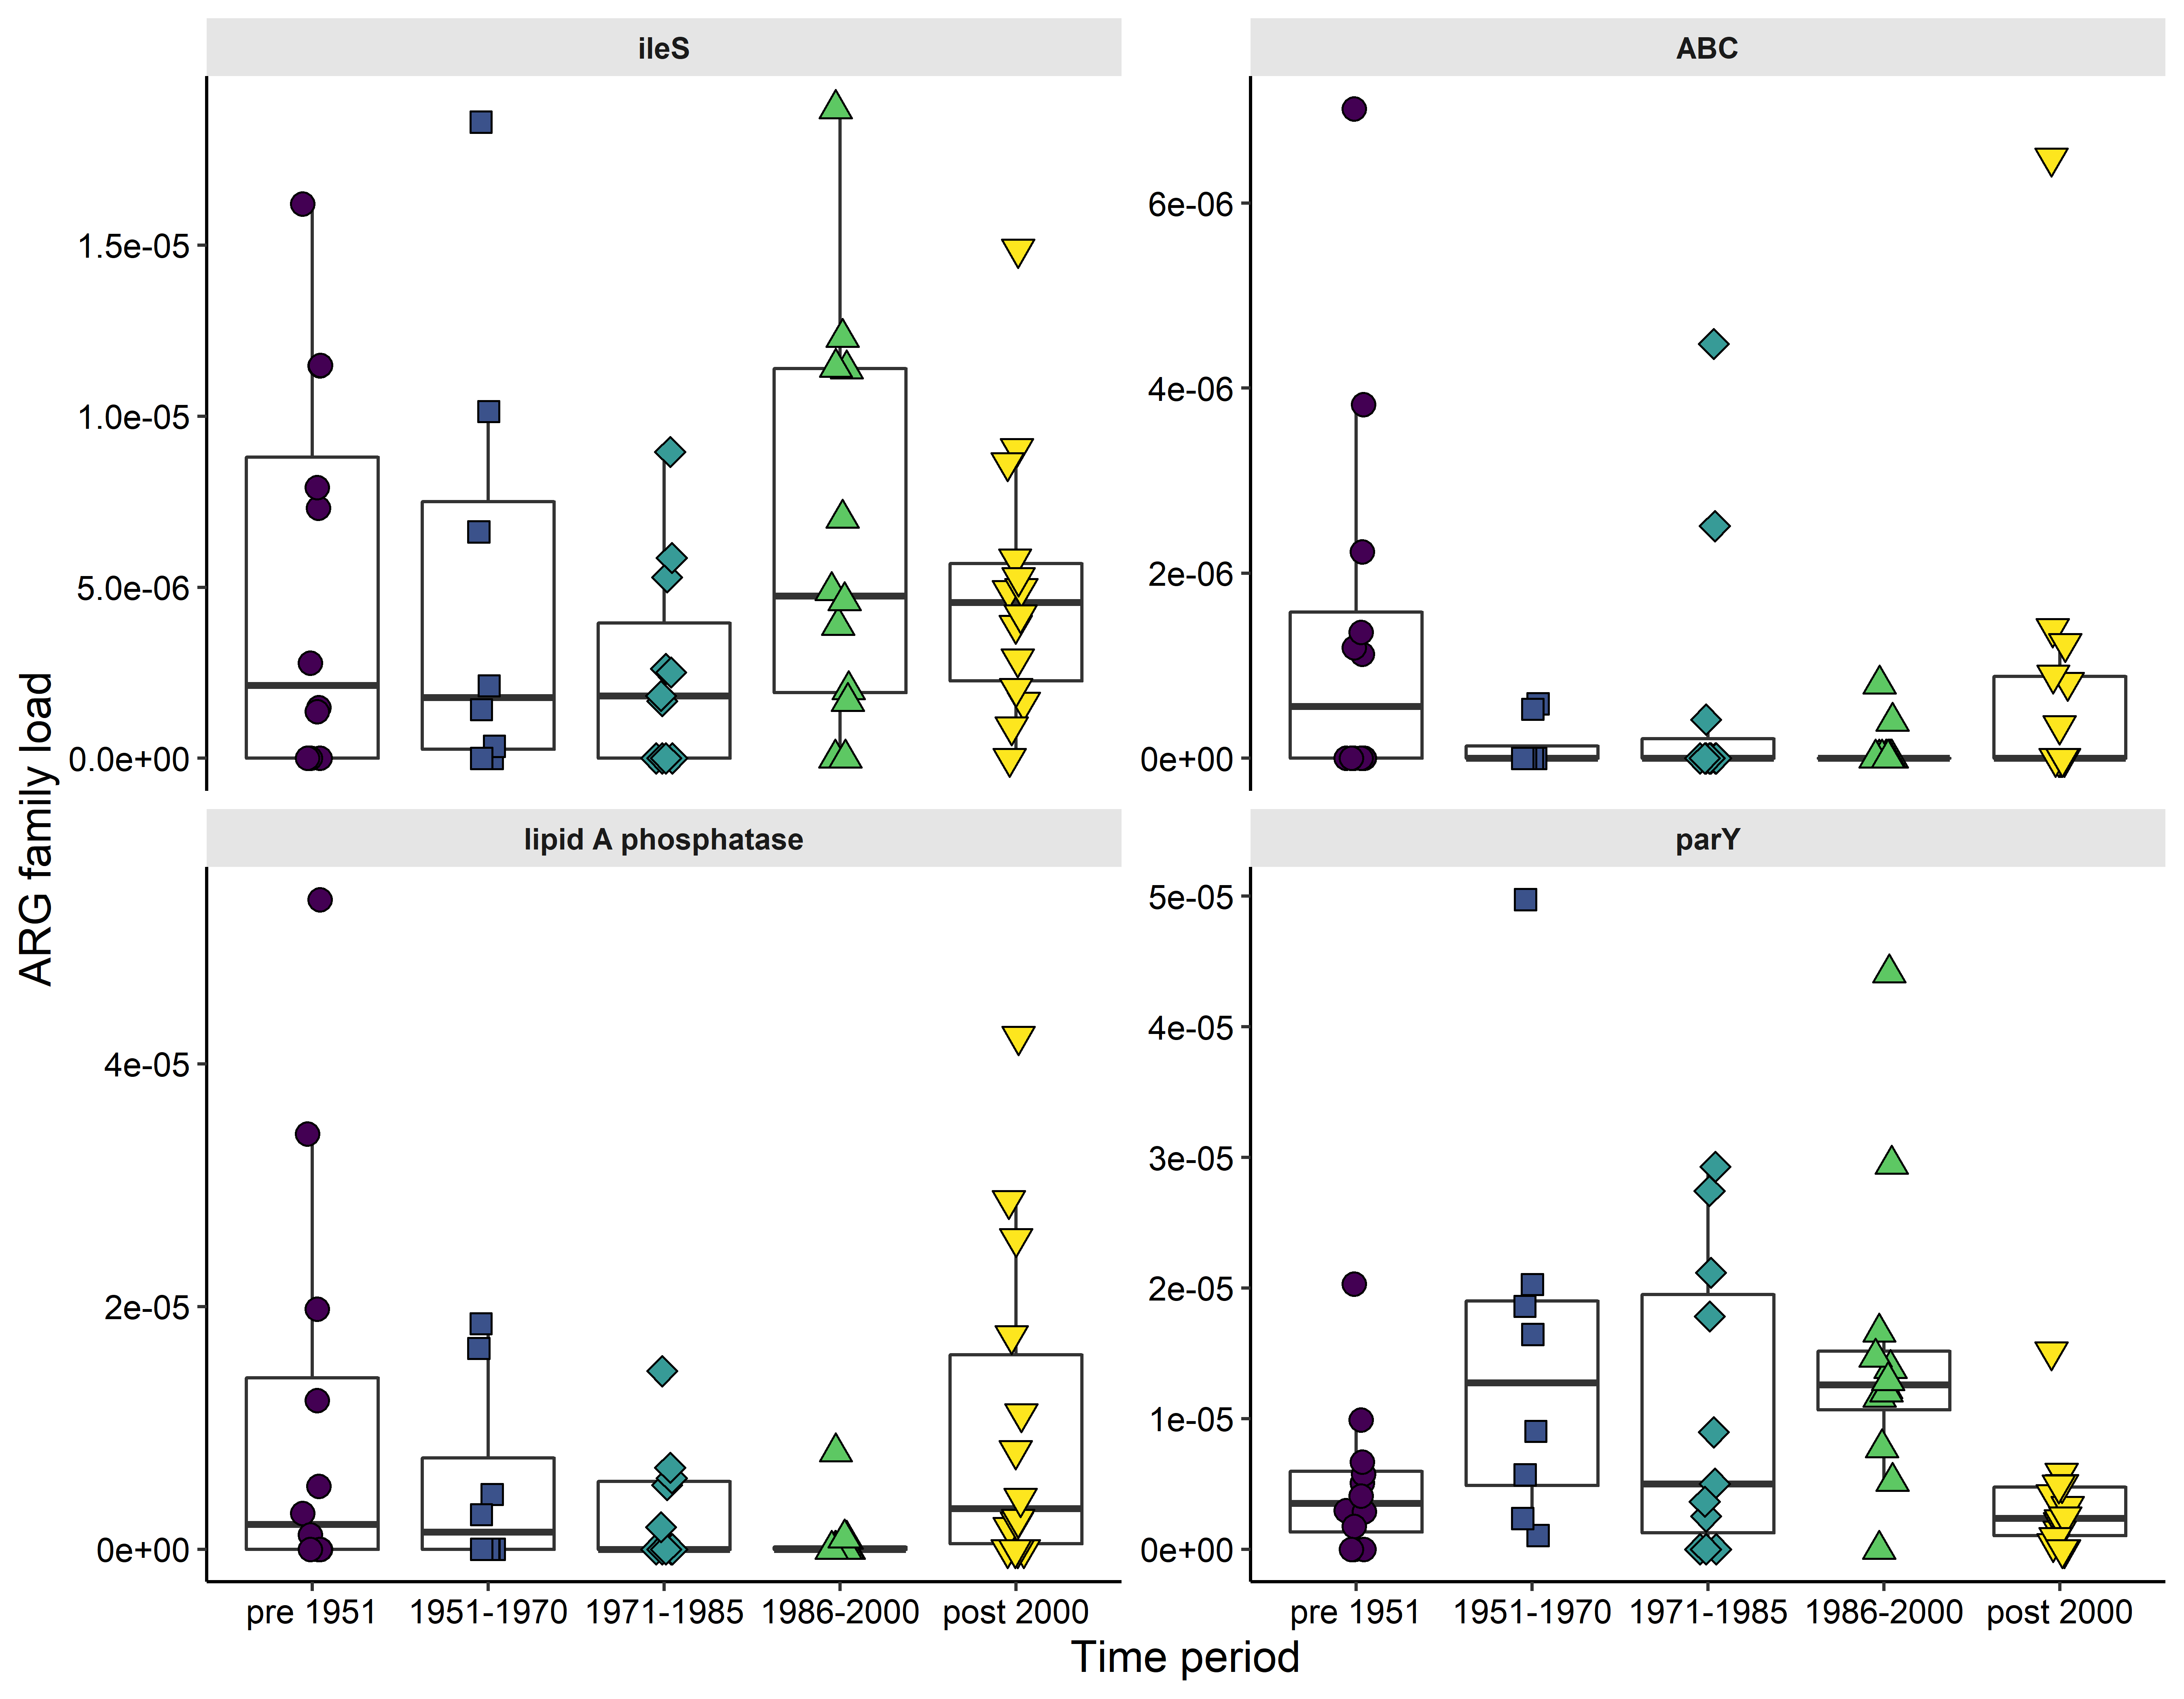 ileS
ABC
1.5e-05
1.0e-05
5.0e-06
0.0e+00
6e-06
4e-06
2e-06
0e+00
ARG family load
lipid A phosphatase
parY
4e-05
2e-05
0e+00
5e-05
4e-05
3e-05
2e-05
1e-05
0e+00
pre 1951 1951-1970 1971-1985 1986-2000 post 2000
pre 1951 1951-1970 1971-1985 1986-2000 post 2000
Time period